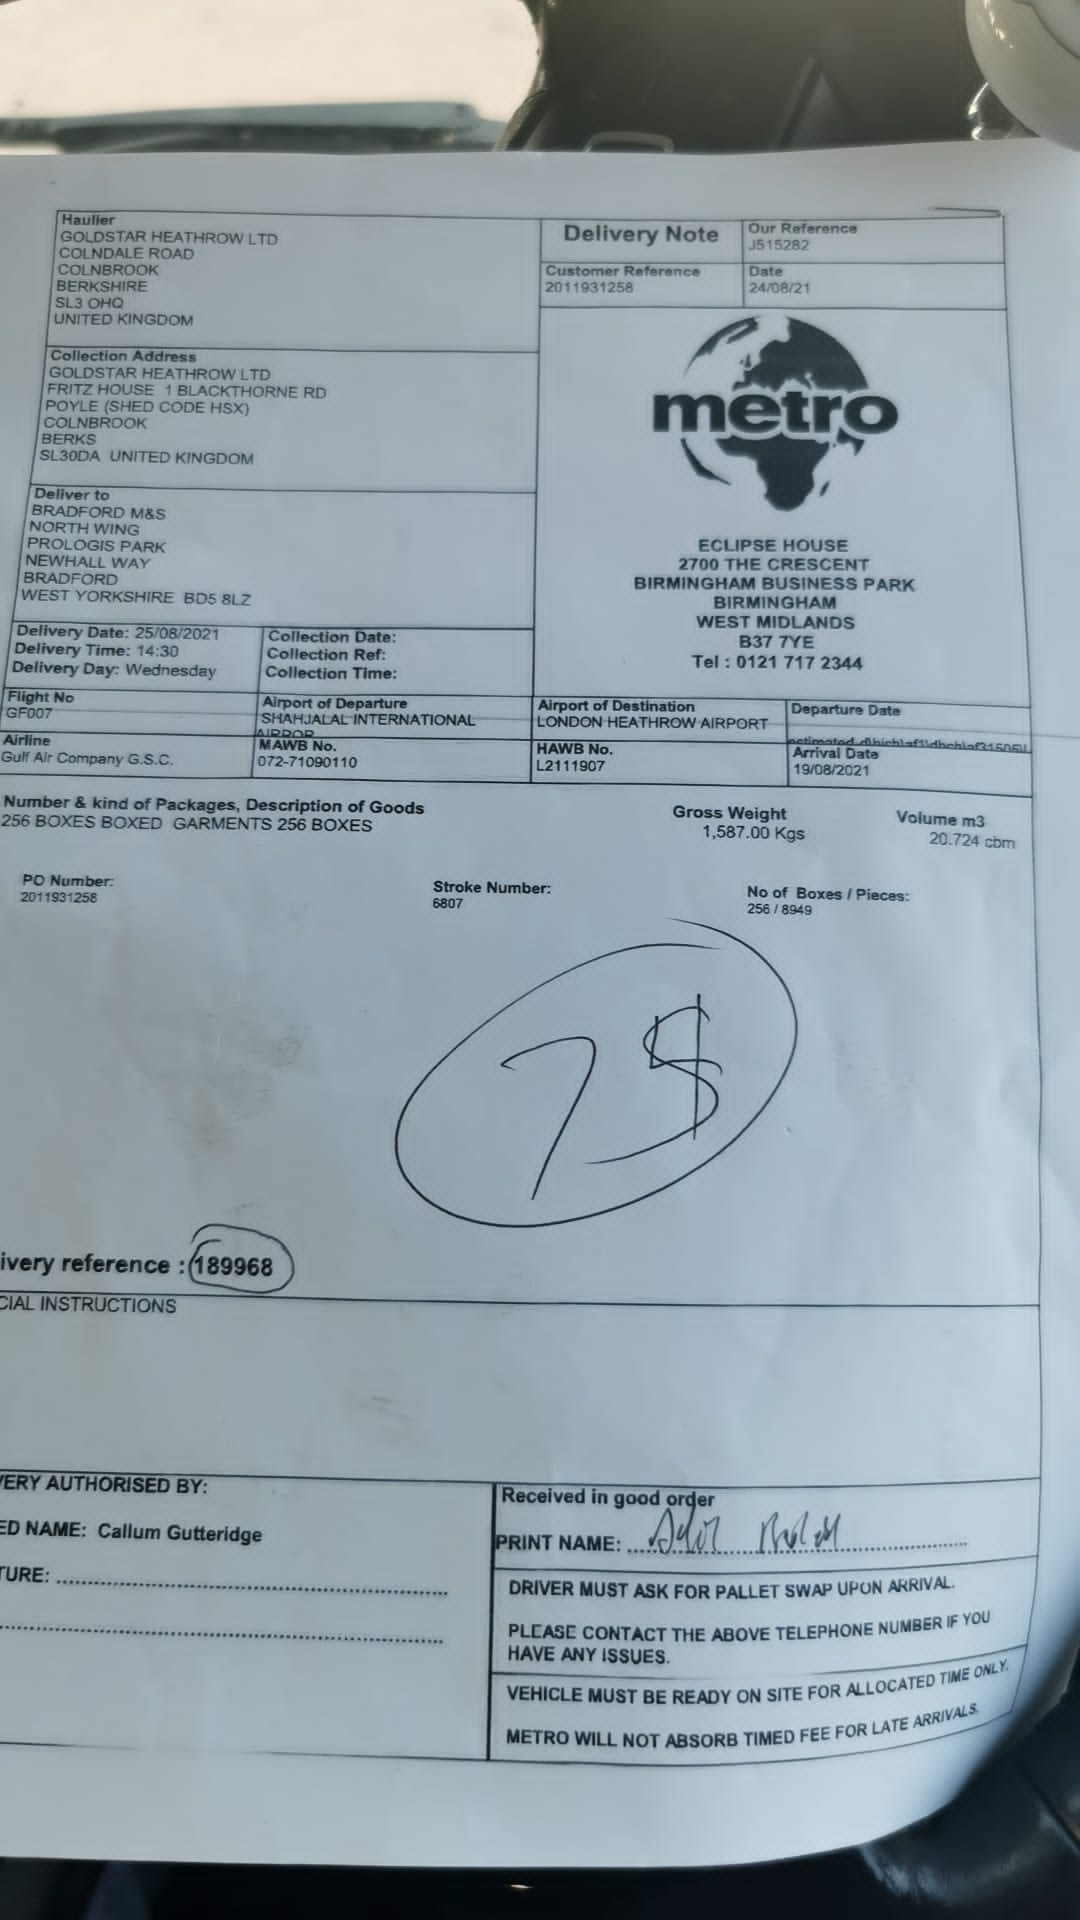 Haulier
GOLDSTAR HEATHROW LTD
COLNDALE ROAD
COLNBROOK
BERKSHIRE
SL3 OHQ
UNITED KINGDOM
Delivery Note
Our Reference
J515282
Customer Reference
2011931258
Date
24/08/21
Collection Address
GOLDSTAR HEATHROW LTD
FRITZ HOUSE 1 BLACKTHORNE RD
POYLE (SHED CODE HSX)
COLNBROOK
BERKS
SL30DA UNITED KINGDOM
metro
Deliver to
BRADFORD M&S
NORTH WING
PROLOGIS PARK
NEWHALL WAY
BRADFORD
WEST YORKSHIRE BD5 8LZ
ECLIPSE HOUSE
2700 THE CRESCENT
BIRMINGHAM BUSINESS PARK
BIRMINGHAM
WEST MIDLANDS
B37 7YE
Tel : 0121 717 2344
Delivery Date: 25/08/2021
Delivery Time: 14:30
Delivery Day: Wednesday
Collection Date:
Collection Ref:
Collection Time:
Flight No
GF007
Airport of Departure
SHAHJALAL INTERNATIONAL
Airport of Destination
LONDON HEATHROW AIRPORT
Departure Date
Airline
Gulf Air Company G.S.C.
MAWB No.
072-71090110
HAWB No.
L2111907
Arrival Date
19/08/2021
Number & kind of Packages, Description of Goods
256 BOXES BOXED GARMENTS 256 BOXES
Gross Weight
1,587.00 Kgs
Volume m3
20.724 cbm
PO Number:
2011931258
Stroke Number:
6807
No of Boxes / Pieces:
256 / 8949
7 $
ivery reference : 189968
CIAL INSTRUCTIONS
VERY AUTHORISED BY:
ED NAME: Callum Gutteridge
TURE:
Received in good order
PRINT NAME:
DRIVER MUST ASK FOR PALLET SWAP UPON ARRIVAL.
PLEASE CONTACT THE ABOVE TELEPHONE NUMBER IF YOU
HAVE ANY ISSUES.
VEHICLE MUST BE READY ON SITE FOR ALLOCATED TIME ONLY.
METRO WILL NOT ABSORB TIMED FEE FOR LATE ARRIVALS.